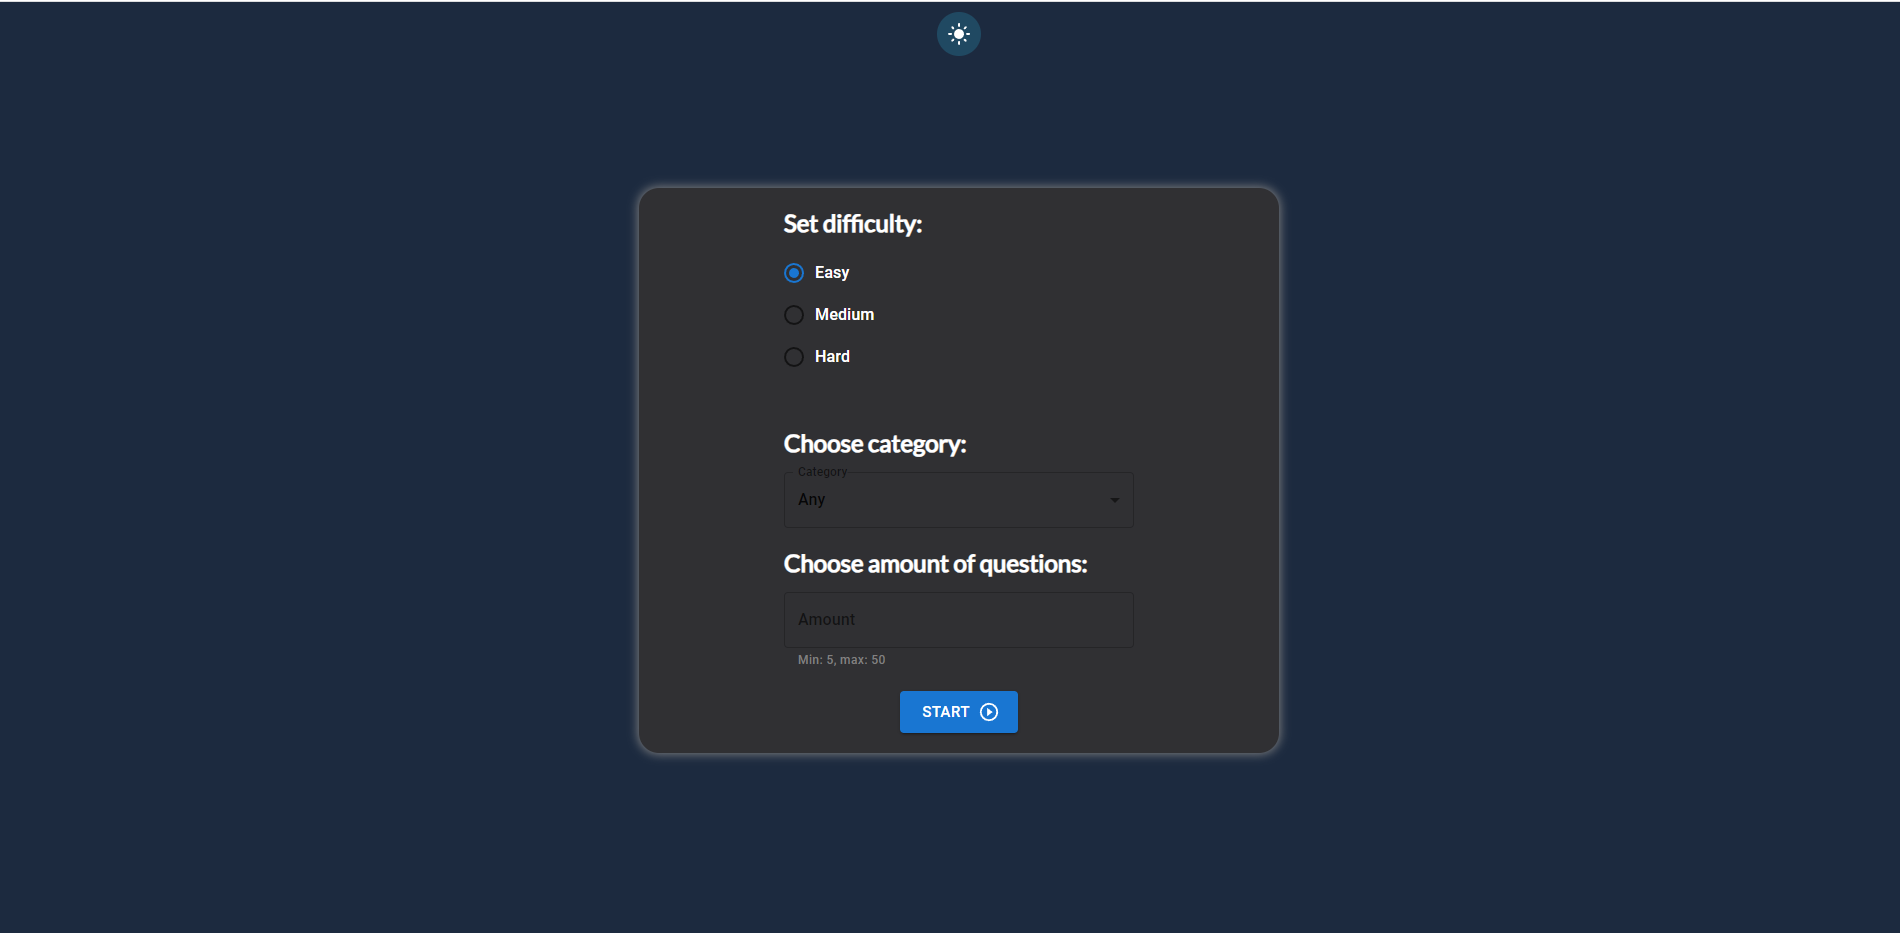 Set difficulty:
Easy
Medium
Hard
Choose category:
Category
Any
Choose amount of questions:
Amount
Min: 5, max: 50
START